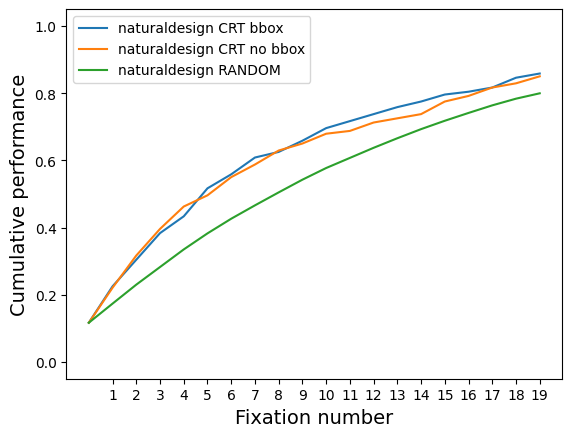 naturaldesign CRT bbox
naturaldesign CRT no bbox
naturaldesign RANDOM
Cumulative performance
1.0
0.8
0.6
0.4
0.2
0.0
1 2 3 4 5 6 7 8 9 10 11 12 13 14 15 16 17 18 19
Fixation number